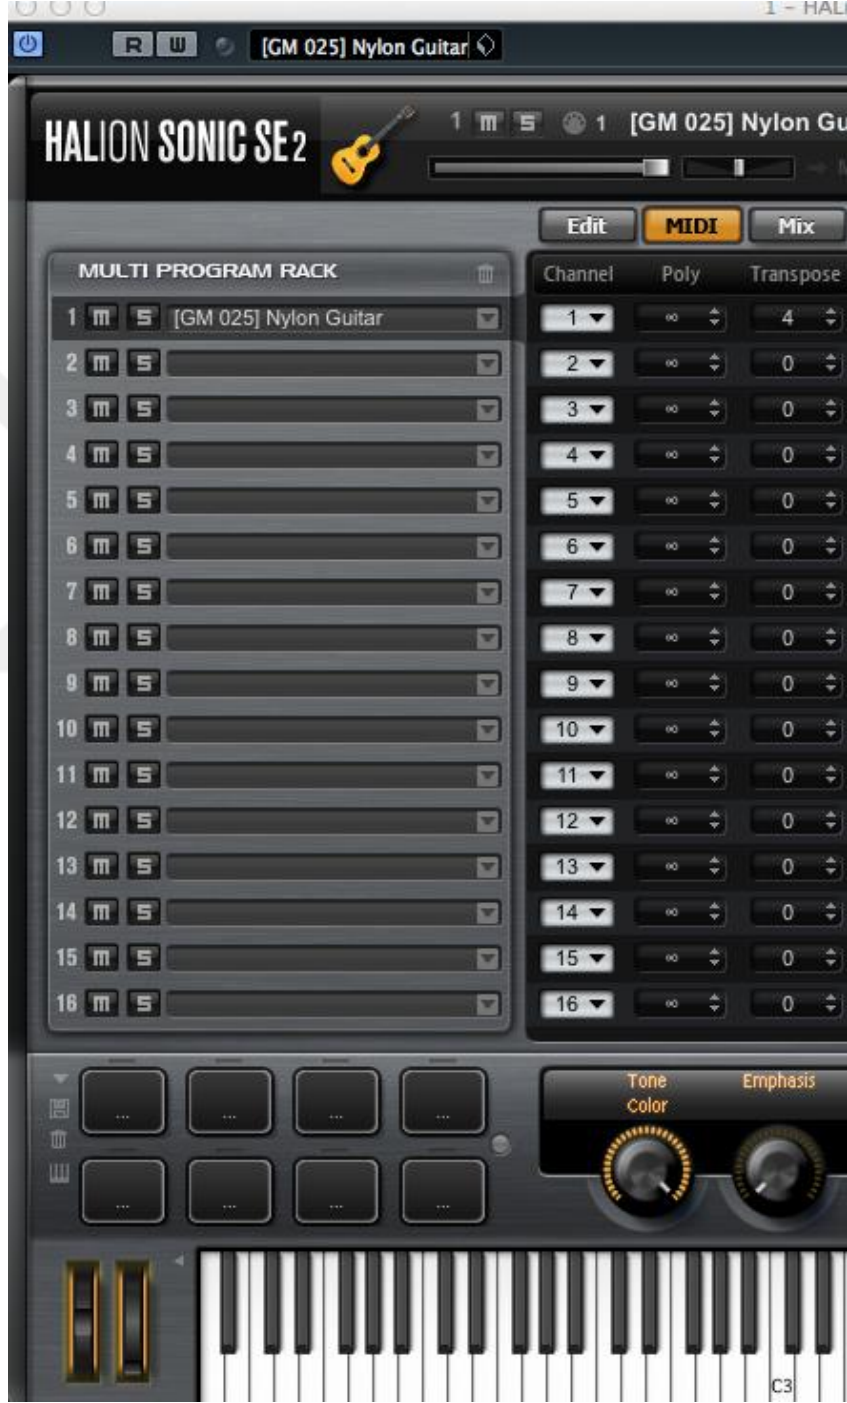 1 - HALI
R W [GM 025] Nylon Guitar
HALION SONIC SE 2
1 m S 1 [GM 025] Nylon Gu
Edit MIDI Mix
MULTI PROGRAM RACK
Channel Poly Transpose
1 m S [GM 025] Nylon Guitar 1 ∞ 4
2 m S 2 ∞ 0
3 m S 3 ∞ 0
4 m S 4 ∞ 0
5 m S 5 ∞ 0
6 m S 6 ∞ 0
7 m S 7 ∞ 0
8 m S 8 ∞ 0
9 m S 9 ∞ 0
10 m S 10 ∞ 0
11 m S 11 ∞ 0
12 m S 12 ∞ 0
13 m S 13 ∞ 0
14 m S 14 ∞ 0
15 m S 15 ∞ 0
16 m S 16 ∞ 0
Tone Emphasis
Color
... ... ... ...
... ... ... ...
C3